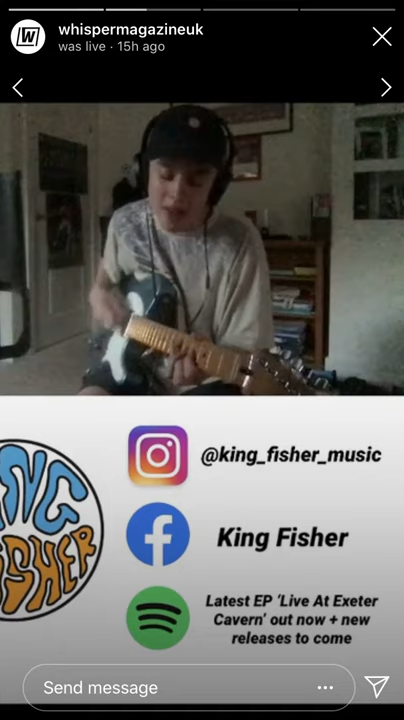 whispermagazineuk
was live · 15h ago
@king_fisher_music
King Fisher
Latest EP 'Live At Exeter
Cavern' out now + new
releases to come
Send message